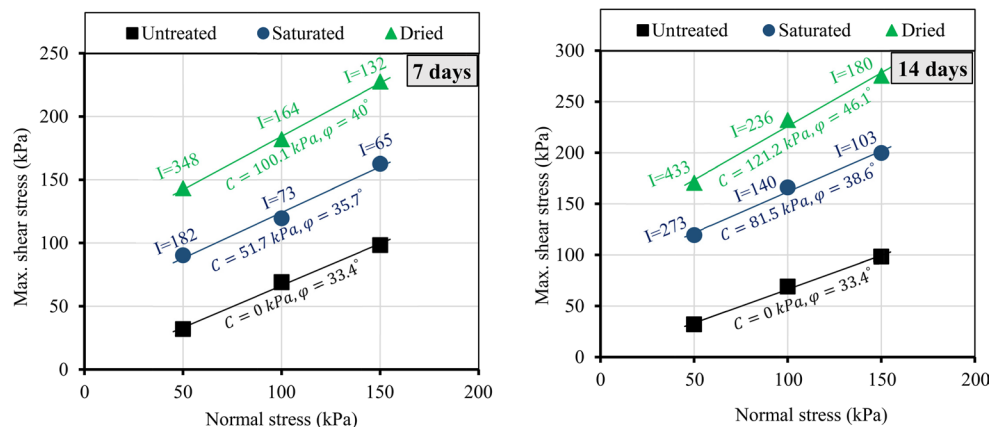 Untreated Saturated Dried
7 days
Max. shear stress (kPa)
250
200
150
100
50
0
I=348
I=164
I=132
C = 100.1 kPa, φ = 40°
I=182
I=73
I=65
C = 51.7 kPa, φ = 35.7°
C = 0 kPa, φ = 33.4°
0 50 100 150 200
Normal stress (kPa)
Untreated Saturated Dried
14 days
Max. shear stress (kPa)
300
250
200
150
100
50
0
I=433
I=236
I=180
C = 121.2 kPa, φ = 46.1°
I=273
I=140
I=103
C = 81.5 kPa, φ = 38.6°
C = 0 kPa, φ = 33.4°
0 50 100 150 200
Normal stress (kPa)